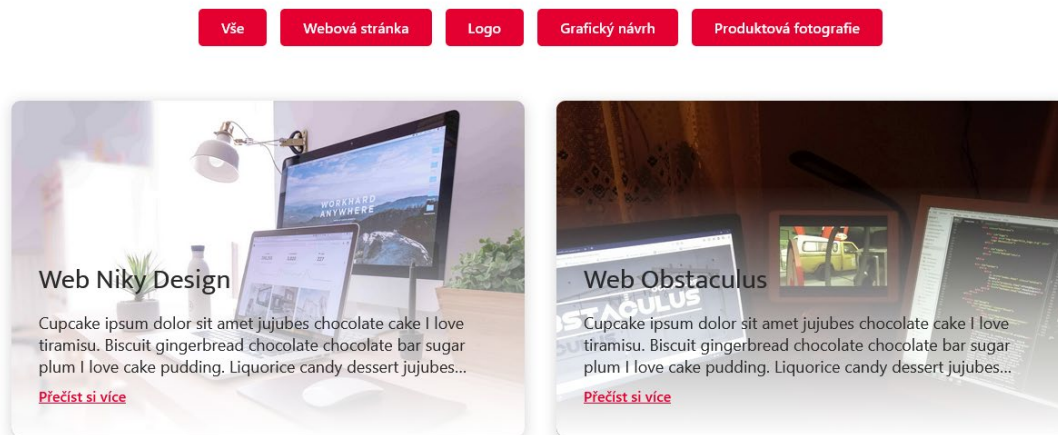 Vše
Webová stránka
Logo
Grafický návrh
Produktová fotografie
WORKHARD
ANYWHERE
Web Niky Design
Cupcake ipsum dolor sit amet jujubes chocolate cake I love
tiramisu. Biscuit gingerbread chocolate chocolate bar sugar
plum I love cake pudding. Liquorice candy dessert jujubes...
Přečíst si více
Web Obstaculus
Cupcake ipsum dolor sit amet jujubes chocolate cake I love
tiramisu. Biscuit gingerbread chocolate chocolate bar sugar
plum I love cake pudding. Liquorice candy dessert jujubes...
Přečíst si více